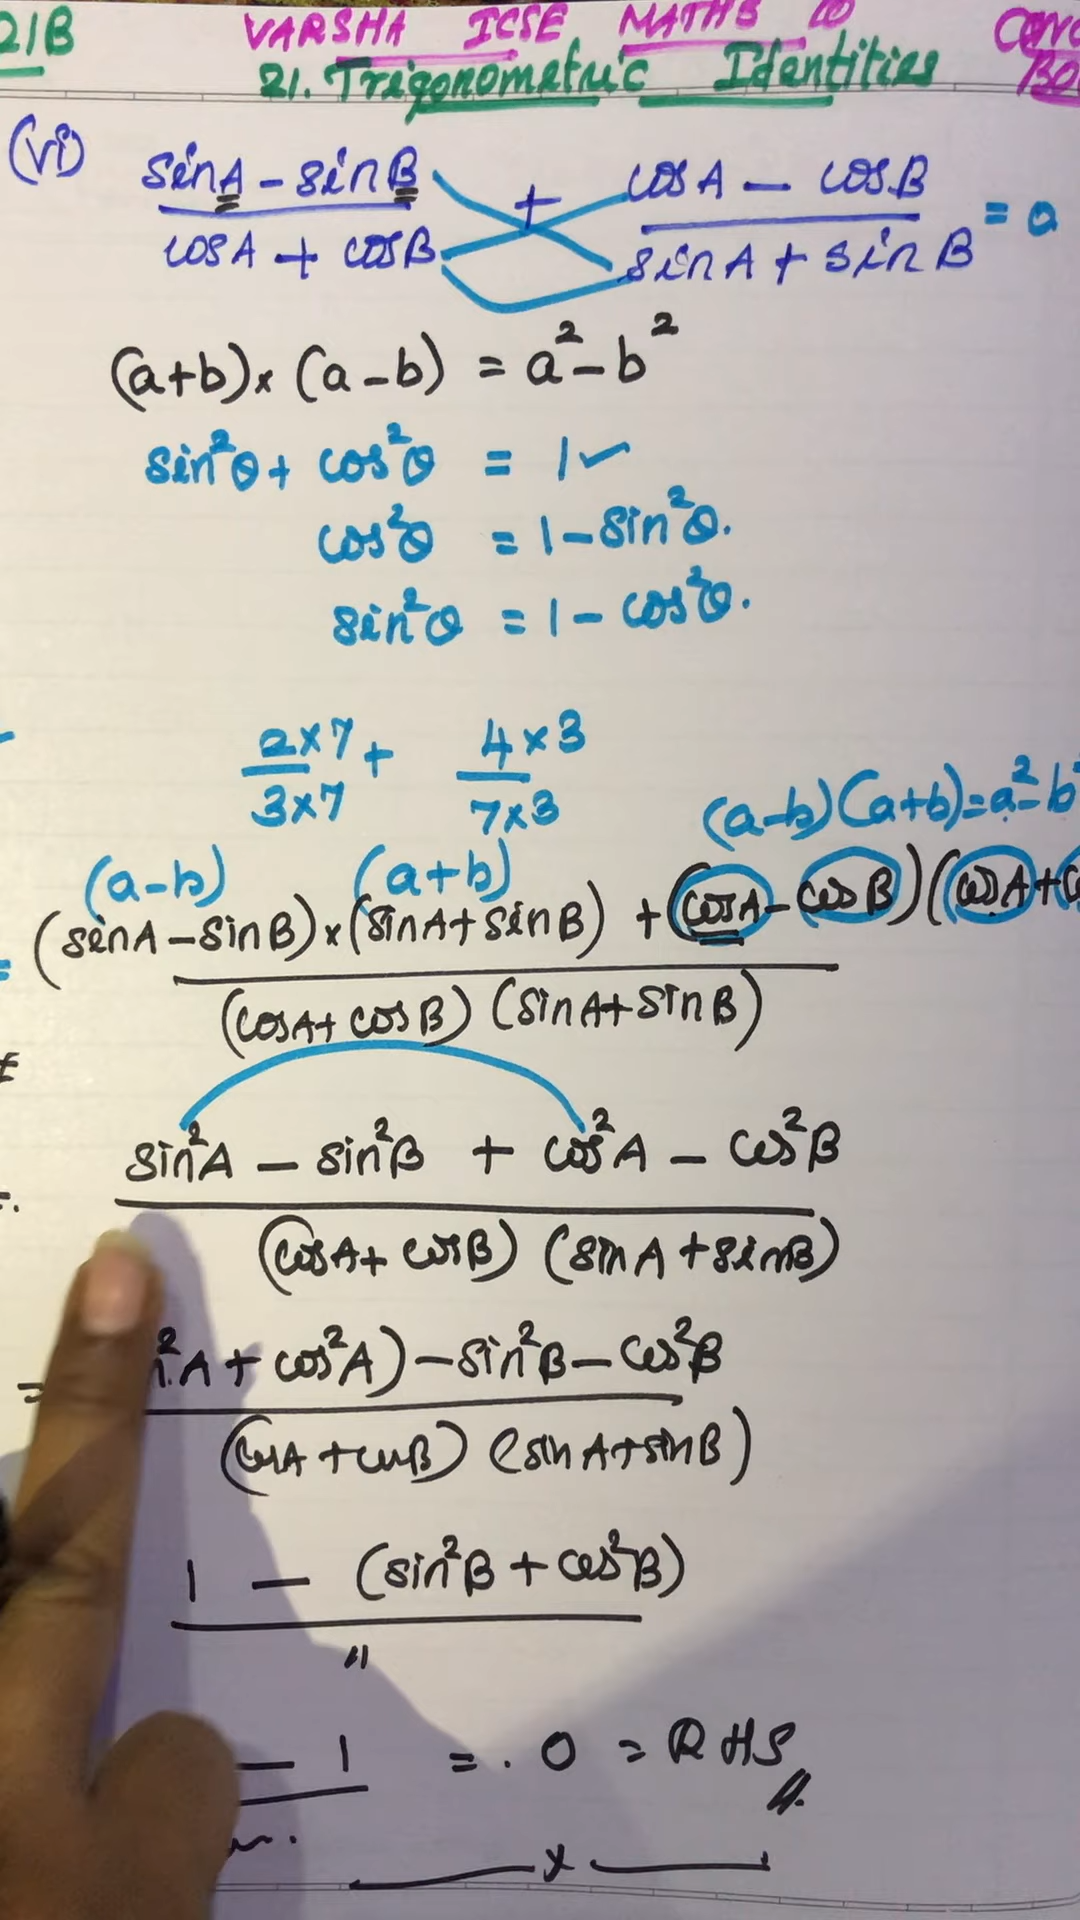 21B VARSHA ICSE MATHS 10
21. Trigonometric Identities
(vi) sinA - sinB / cosA + cosB + cosA - cosB / sinA + sinB = a
(a+b) × (a-b) = a² - b²
sin²θ + cos²θ = 1 ✓
cos²θ = 1 - sin²θ.
sin²θ = 1 - cos²θ.
2×7 / 3×7 + 4×3 / 7×3
(a-b)(a+b) = a² - b
(a-b) (a+b)
= (sinA - sinB) × (sinA + sinB) + (cosA - cosB)(cosA +
(cosA + cosB) (sinA + sinB)
sin²A - sin²B + cos²A - cos²B
(cosA + cosB) (sinA + sinB)
= ²A + cos²A) - sin²B - cos²B
(cosA + cosB) (sinA + sinB)
1 - (sin²B + cos²B)
"
- 1 = . 0 = RHS
x